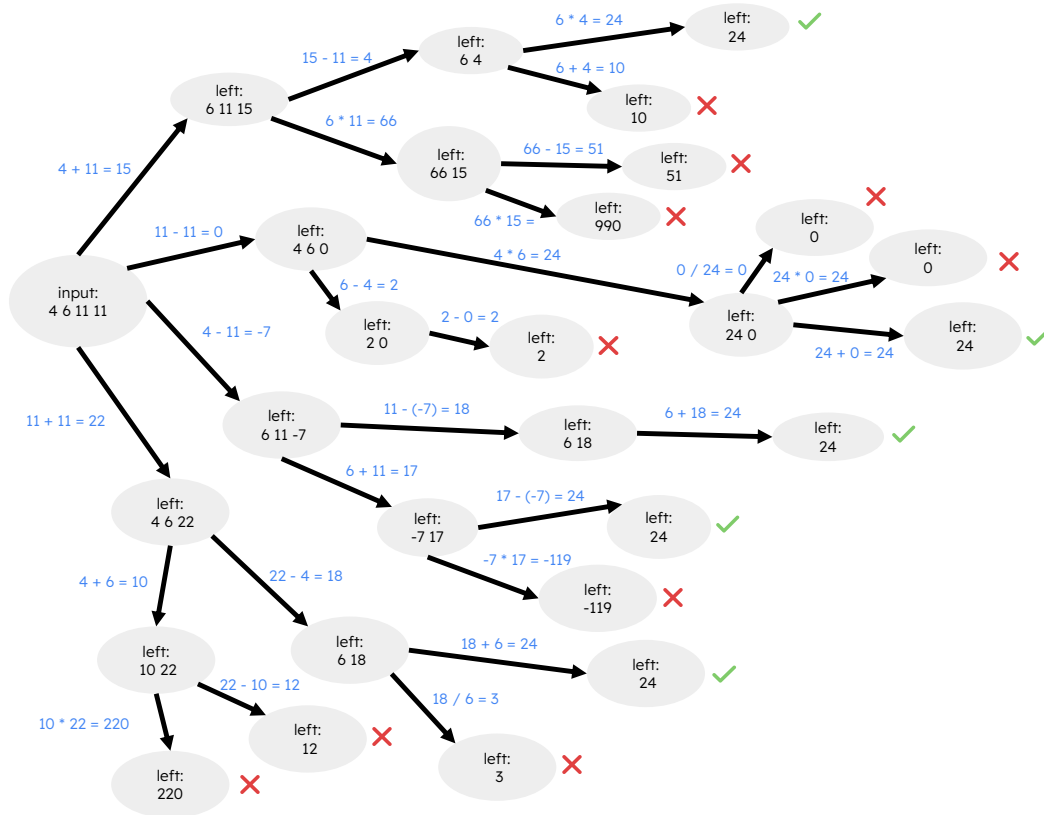 6 * 4 = 24
left:
24
left:
6 4
15 - 11 = 4
6 + 4 = 10
left:
10
left:
6 11 15
6 * 11 = 66
66 - 15 = 51
left:
51
left:
66 15
4 + 11 = 15
66 * 15 =
left:
990
left:
0
11 - 11 = 0
left:
4 6 0
4 * 6 = 24
left:
0
0 / 24 = 0
24 * 0 = 24
6 - 4 = 2
input:
4 6 11 11
2 - 0 = 2
left:
2 0
left:
2
left:
24 0
left:
24
24 + 0 = 24
4 - 11 = -7
11 + 11 = 22
left:
6 11 -7
11 - (-7) = 18
left:
6 18
6 + 18 = 24
left:
24
6 + 11 = 17
left:
4 6 22
17 - (-7) = 24
left:
-7 17
left:
24
-7 * 17 = -119
left:
-119
4 + 6 = 10
22 - 4 = 18
left:
10 22
left:
6 18
18 + 6 = 24
left:
24
22 - 10 = 12
18 / 6 = 3
10 * 22 = 220
left:
12
left:
3
left:
220